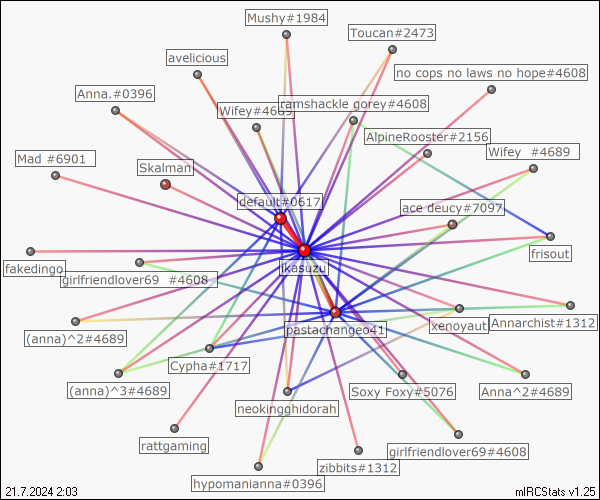 Mushy#1984
Toucan#2473
avelicious
no cops no laws no hope#4608
Anna.#0396
Wifey#4689
ramshackle gorey#4608
AlpineRooster#2156
Mad #6901
Wifey  #4689
Skalman
default#0617
ace deucy#7097
frisout
fakedingo
likasuzu
girlfriendlover69  #4608
Annarchist#1312
(anna)^2#4689
pastachangeo41
xenoyaut
Cypha#1717
(anna)^3#4689
Soxy Foxy#5076
Anna^2#4689
neokingghidorah
rattgaming
girlfriendlover69#4608
zibbits#1312
hypomanianna#0396
21.7.2024 2:03
mIRCStats v1.25